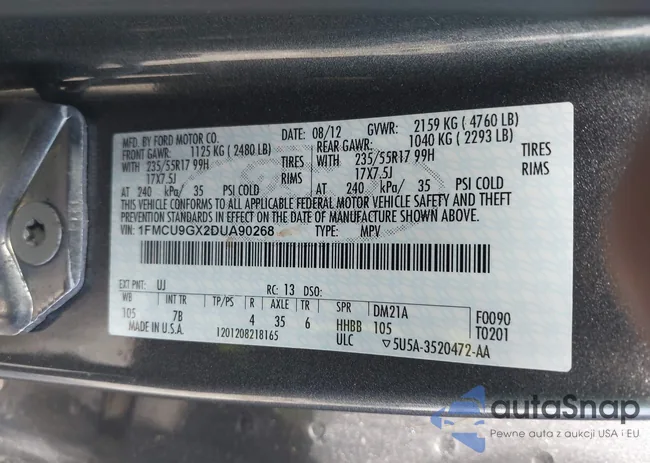 MFD. BY FORD MOTOR CO. DATE: 08/12 GVWR: 2159 KG ( 4760 LB)
FRONT GAWR: 1125 KG ( 2480 LB) REAR GAWR: 1040 KG ( 2293 LB)
WITH 235/55R17 99H TIRES WITH 235/55R17 99H TIRES
17X7.5J RIMS 17X7.5J RIMS
AT 240 kPa/ 35 PSI COLD AT 240 kPa/ 35 PSI COLD
THIS VEHICLE CONFORMS TO ALL APPLICABLE FEDERAL MOTOR VEHICLE SAFETY AND THEFT
PREVENTION STANDARDS IN EFFECT ON THE DATE OF MANUFACTURE SHOWN ABOVE.
VIN: 1FMCU9GX2DUA90268 TYPE: MPV
EXT PNT: UJ RC: 13 DSO:
WB INT TR TP/PS R AXLE TR SPR DM21A F0090
105 7B 4 35 6 HHBB 105 T0201
MADE IN U.S.A. 1201208218165 ULC ▽5U5A-3520472-AA
autoSnap
Pewne auta z aukcji USA i EU